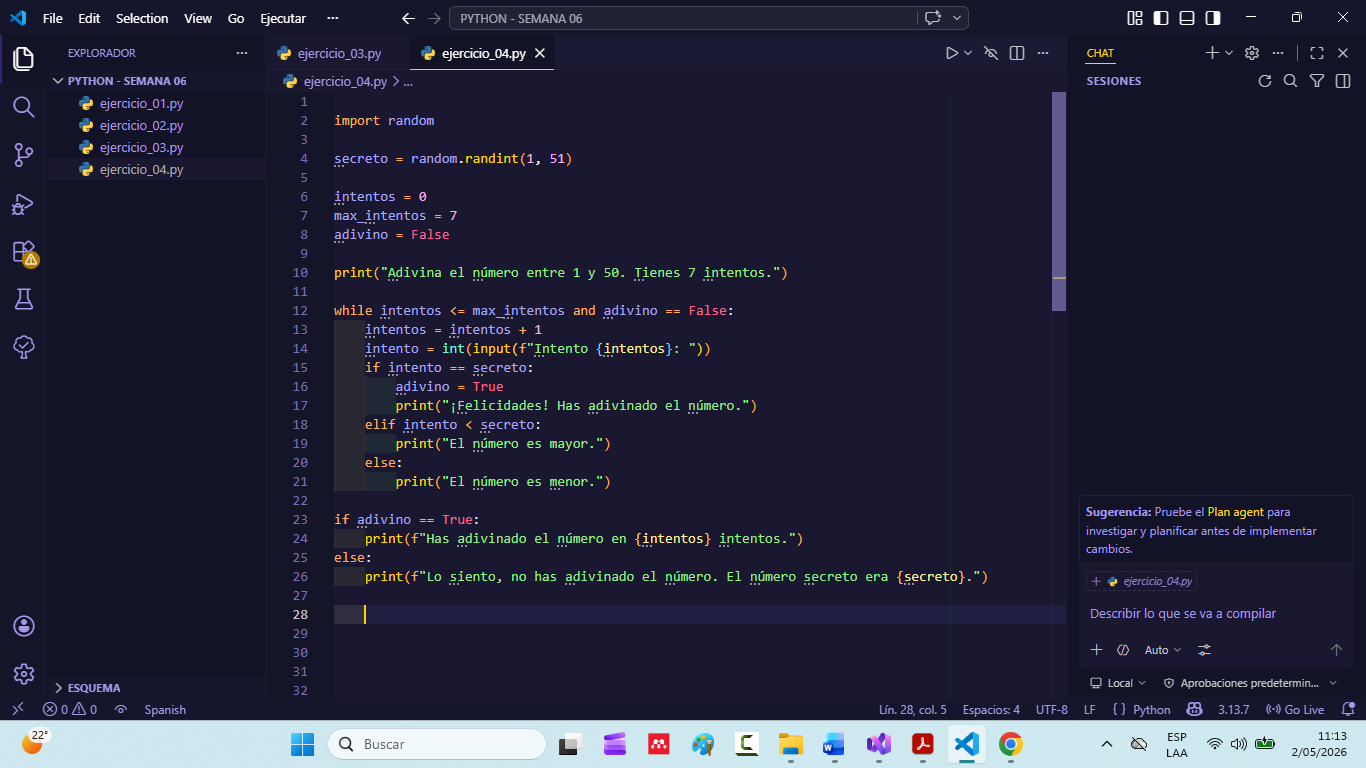 File Edit Selection View Go Ejecutar ···
PYTHON - SEMANA 06
EXPLORADOR ···
PYTHON - SEMANA 06
ejercicio_01.py
ejercicio_02.py
ejercicio_03.py
ejercicio_04.py
ESQUEMA
ejercicio_03.py
ejercicio_04.py
ejercicio_04.py > ...
1
2 import random
3
4 secreto = random.randint(1, 51)
5
6 intentos = 0
7 max_intentos = 7
8 adivino = False
9
10 print("Adivina el número entre 1 y 50. Tienes 7 intentos.")
11
12 while intentos <= max_intentos and adivino == False:
13     intentos = intentos + 1
14     intento = int(input(f"Intento {intentos}: "))
15     if intento == secreto:
16         adivino = True
17         print("¡Felicidades! Has adivinado el número.")
18     elif intento < secreto:
19         print("El número es mayor.")
20     else:
21         print("El número es menor.")
22
23 if adivino == True:
24     print(f"Has adivinado el número en {intentos} intentos.")
25 else:
26     print(f"Lo siento, no has adivinado el número. El número secreto era {secreto}.")
27
28
29
30
31
32
CHAT
SESIONES
Sugerencia: Pruebe el Plan agent para
investigar y planificar antes de implementar
cambios.
ejercicio_04.py
Describir lo que se va a compilar
Auto
Local Aprobaciones predetermin...
0 0 Spanish Lín. 28, col. 5 Espacios: 4 UTF-8 LF { } Python 3.13.7 Go Live
22° Buscar
ESP
LAA
11:13
2/05/2026